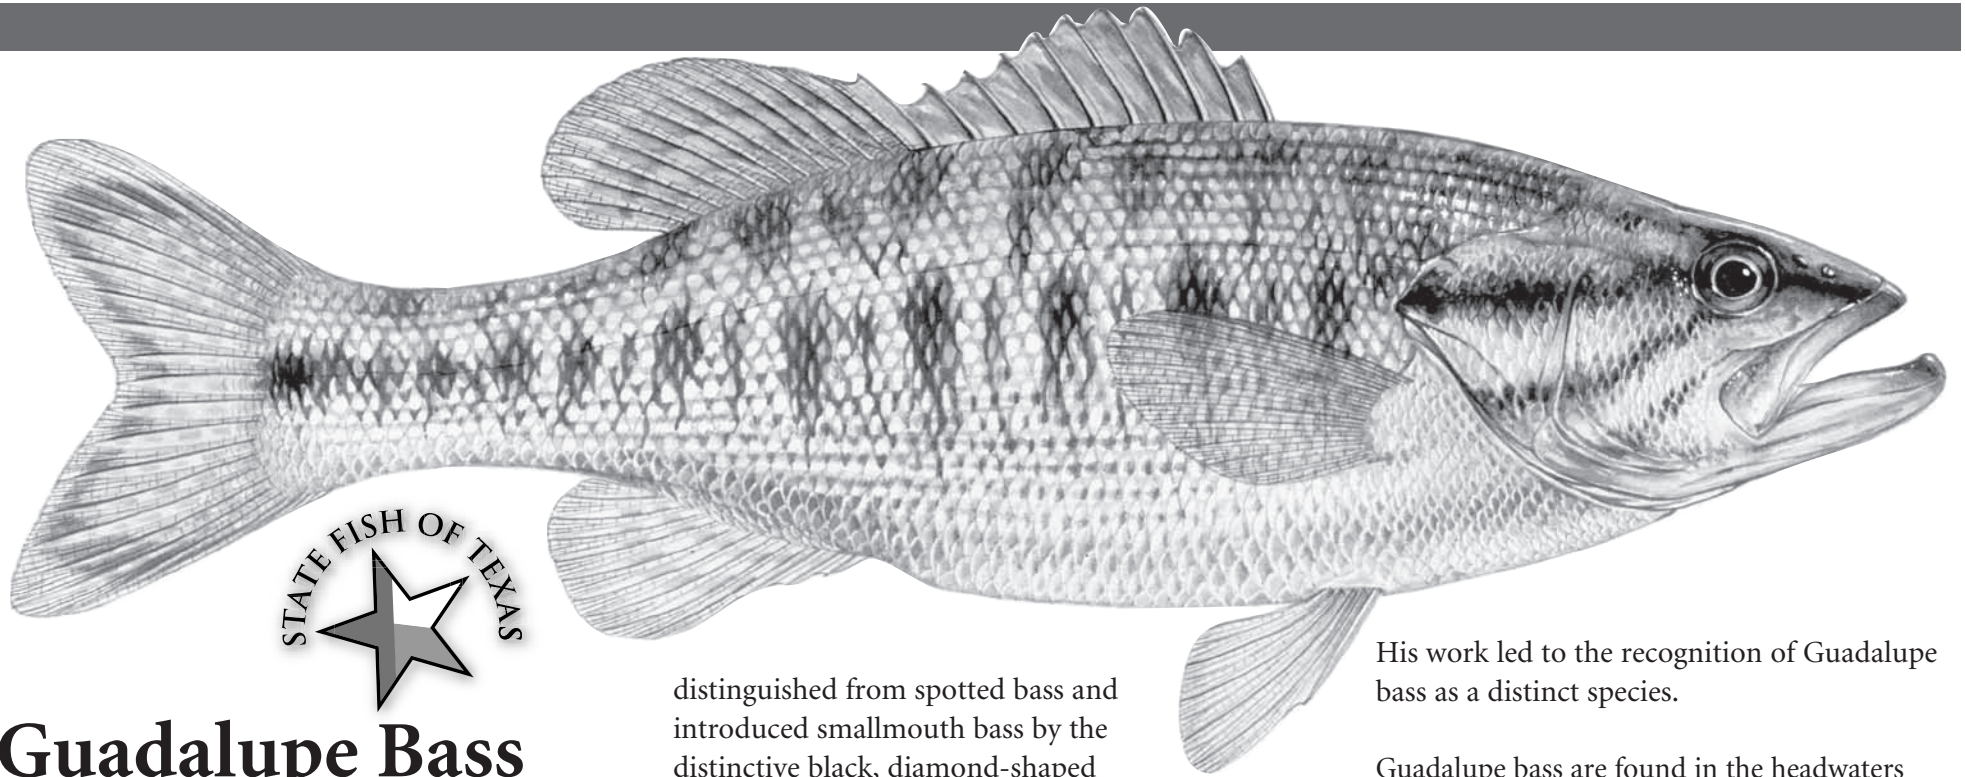 STATE FISH OF TEXAS
Guadalupe Bass
distinguished from spotted bass and
introduced smallmouth bass by the
distinctive black, diamond-shaped
His work led to the recognition of Guadalupe
bass as a distinct species.
Guadalupe bass are found in the headwaters